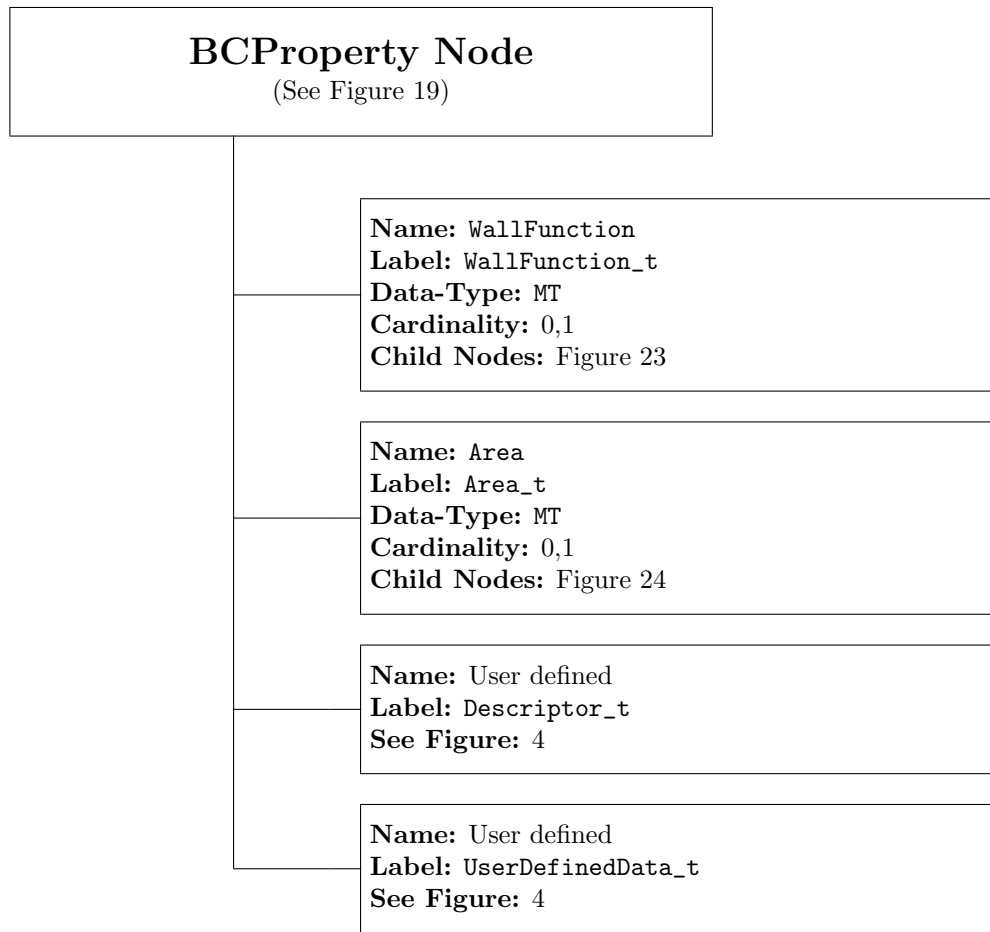 BCProperty Node
(See Figure 19)
Name: WallFunction
Label: WallFunction_t
Data-Type: MT
Cardinality: 0,1
Child Nodes: Figure 23
Name: Area
Label: Area_t
Data-Type: MT
Cardinality: 0,1
Child Nodes: Figure 24
Name: User defined
Label: Descriptor_t
See Figure: 4
Name: User defined
Label: UserDefinedData_t
See Figure: 4